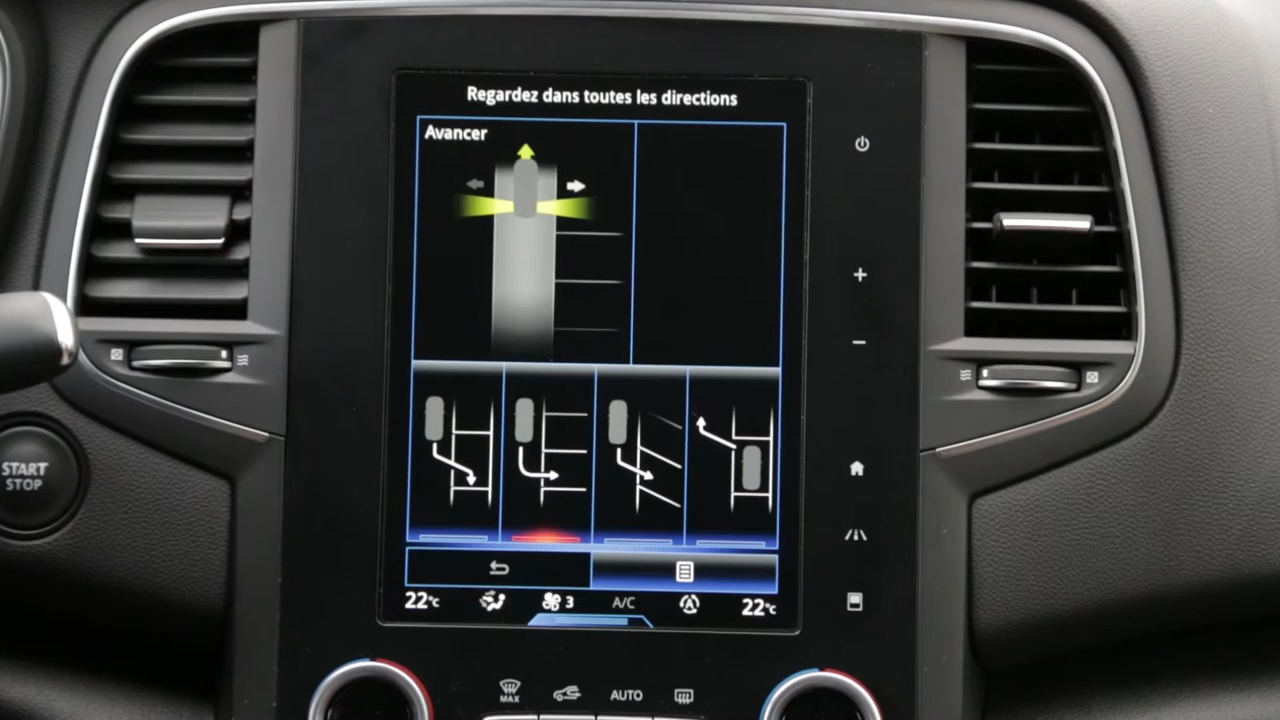 Regardez dans toutes les directions
Avancer
START
STOP
22°C
3
A/C
A
22°C
MAX
AUTO